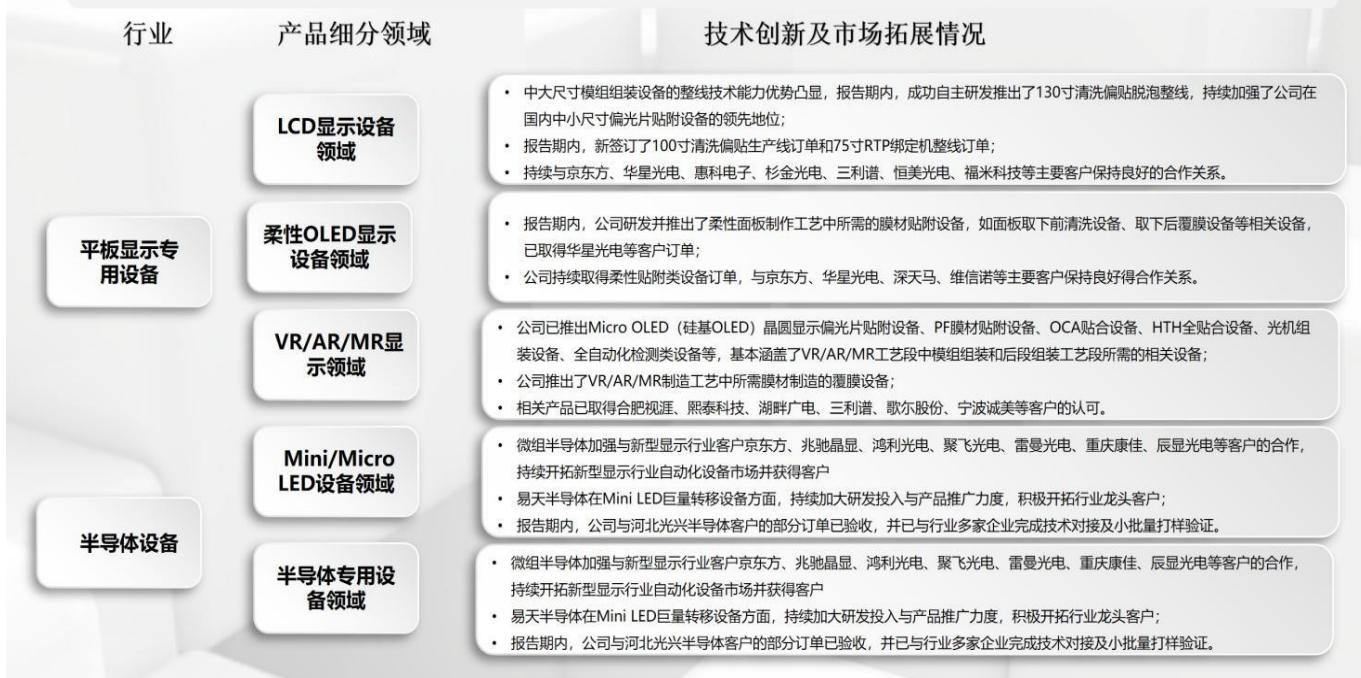 行业
产品细分领域
技术创新及市场拓展情况
平板显示专
用设备
LCD显示设备
领域
• 中大尺寸模组组装设备的整线技术能力优势凸显，报告期内，成功自主研发推出了130寸清洗偏贴脱泡整线，持续加强了公司在
国内中小尺寸偏光片贴附设备的领先地位；
• 报告期内，新签订了100寸清洗偏贴生产线订单和75寸RTP绑定机整线订单；
• 持续与京东方、华星光电、惠科电子、杉金光电、三利谱、恒美光电、福米科技等主要客户保持良好的合作关系。
柔性OLED显示
设备领域
• 报告期内，公司研发并推出了柔性面板制作工艺中所需的膜材贴附设备，如面板取下前清洗设备、取下后覆膜设备等相关设备，
已取得华星光电等客户订单；
• 公司持续取得柔性贴附类设备订单，与京东方、华星光电、深天马、维信诺等主要客户保持良好得合作关系。
VR/AR/MR显
示领域
• 公司已推出Micro OLED（硅基OLED）晶圆显示偏光片贴附设备、PF膜材贴附设备、OCA贴合设备、HTH全贴合设备、光机组
装设备、全自动化检测类设备等，基本涵盖了VR/AR/MR工艺段中模组组装和后段组装工艺段所需的相关设备；
• 公司推出了VR/AR/MR制造工艺中所需膜材制造的覆膜设备；
• 相关产品已取得合肥视涯、熙泰科技、湖畔广电、三利谱、歌尔股份、宁波诚美等客户的认可。
半导体设备
Mini/Micro
LED设备领域
• 微组半导体加强与新型显示行业客户京东方、兆驰晶显、鸿利光电、聚飞光电、雷曼光电、重庆康佳、辰显光电等客户的合作，
持续开拓新型显示行业自动化设备市场并获得客户
• 易天半导体在Mini LED巨量转移设备方面，持续加大研发投入与产品推广力度，积极开拓行业龙头客户；
• 报告期内，公司与河北光兴半导体客户的部分订单已验收，并已与行业多家企业完成技术对接及小批量打样验证。
半导体专用设
备领域
• 微组半导体加强与新型显示行业客户京东方、兆驰晶显、鸿利光电、聚飞光电、雷曼光电、重庆康佳、辰显光电等客户的合作，
持续开拓新型显示行业自动化设备市场并获得客户
• 易天半导体在Mini LED巨量转移设备方面，持续加大研发投入与产品推广力度，积极开拓行业龙头客户；
• 报告期内，公司与河北光兴半导体客户的部分订单已验收，并已与行业多家企业完成技术对接及小批量打样验证。